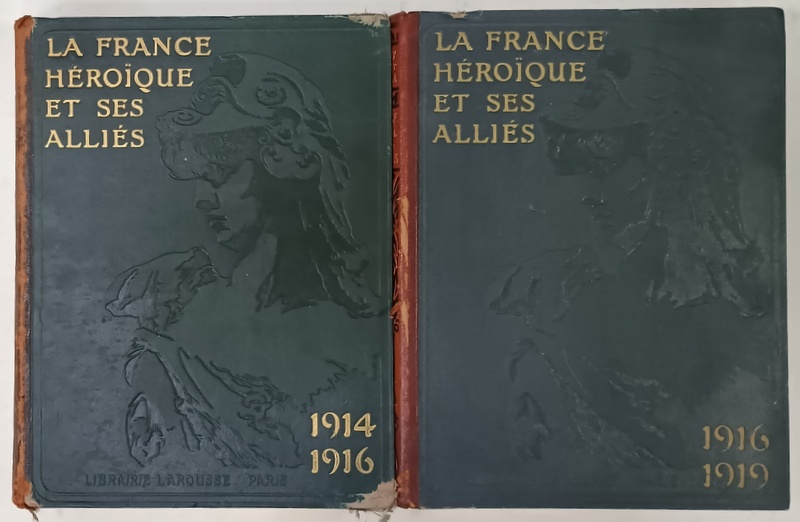 LA FRANCE
HÉROÏQUE
ET SES
ALLIÉS
1914
1916
LIBRAIRIE LAROUSSE PARIS
LA FRANCE
HÉROÏQUE
ET SES
ALLIÉS
1916
1919